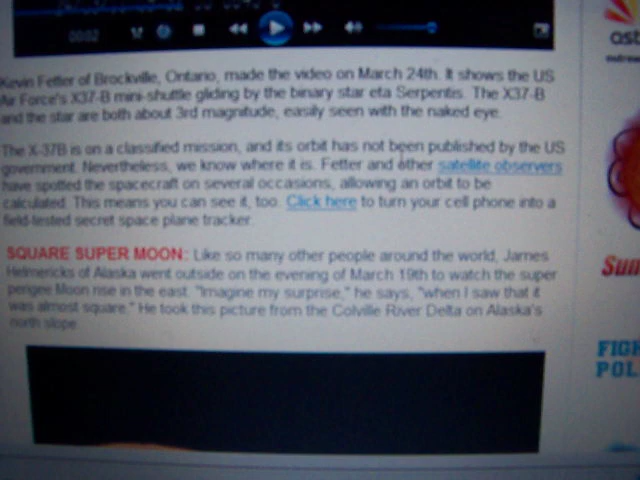 00:02
Kevin Fetter of Brockville, Ontario, made the video on March 24th. It shows the US
Air Force's X37-B mini-shuttle gliding by the binary star eta Serpentis. The X37-B
and the star are both about 3rd magnitude, easily seen with the naked eye.
The X-37B is on a classified mission, and its orbit has not been published by the US
government. Nevertheless, we know where it is. Fetter and other satellite observers
have spotted the spacecraft on several occasions, allowing an orbit to be
calculated. This means you can see it, too. Click here to turn your cell phone into a
field-tested secret space plane tracker.
SQUARE SUPER MOON: Like so many other people around the world, James
Helmericks of Alaska went outside on the evening of March 19th to watch the super
perigee Moon rise in the east. "Imagine my surprise," he says, "when I saw that it
was almost square." He took this picture from the Colville River Delta on Alaska's
north slope.
ast
Sun
FIGH
POL